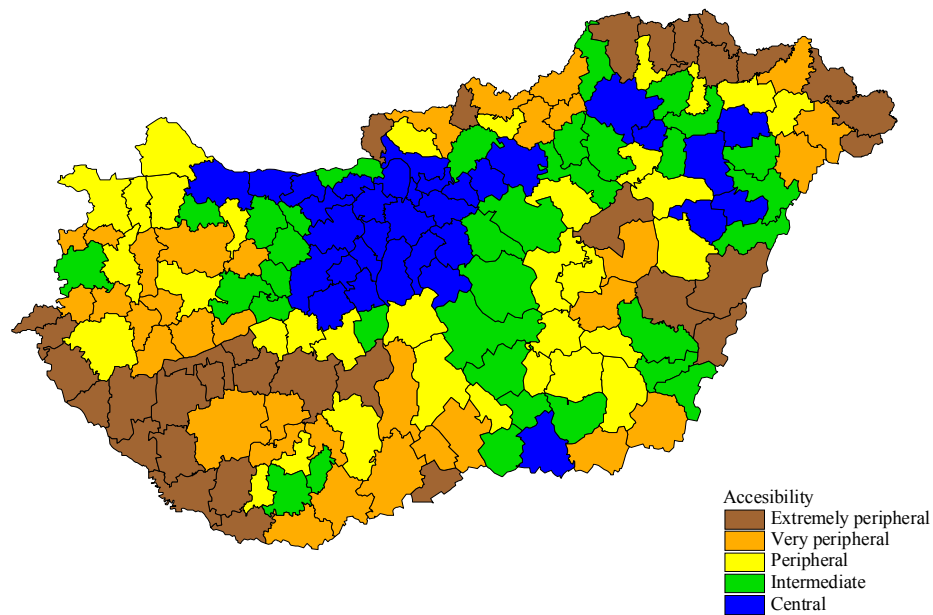 Accesibility
Extremely peripheral
Very peripheral
Peripheral
Intermediate
Central